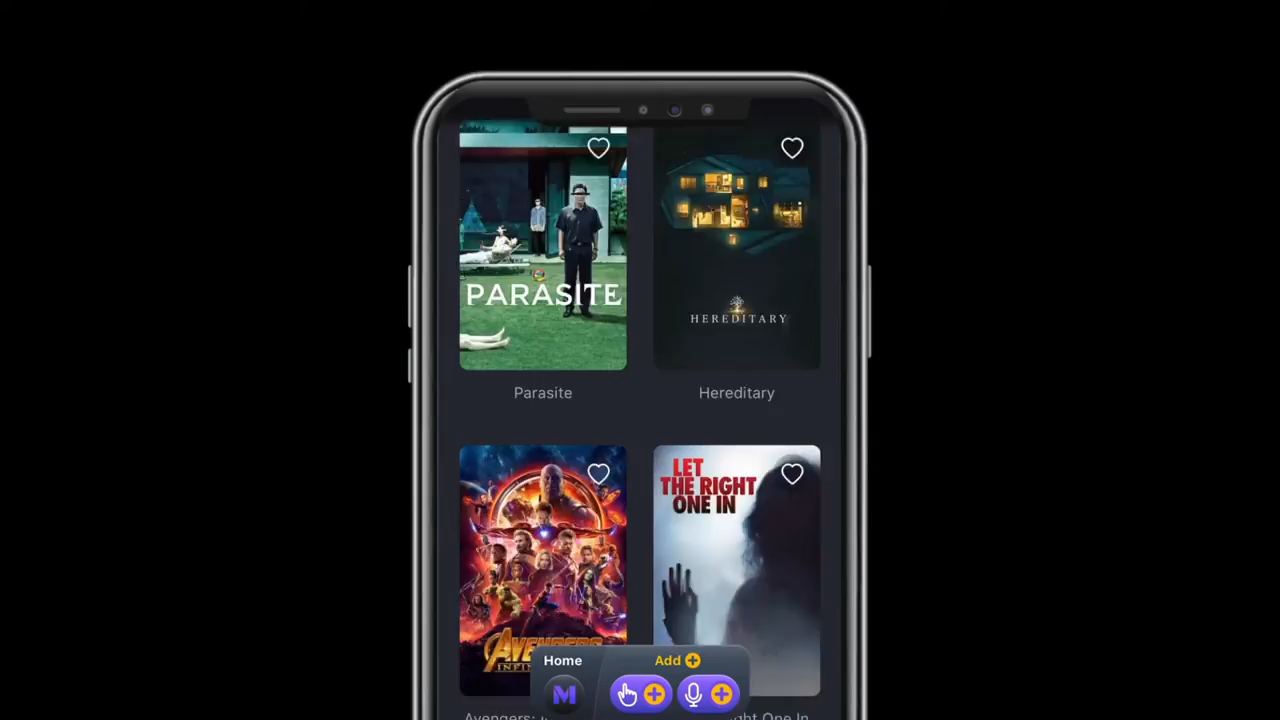 PARASITE
HEREDITARY
Parasite
Hereditary
LET
THE RIGHT
ONE IN
Home
Add
M